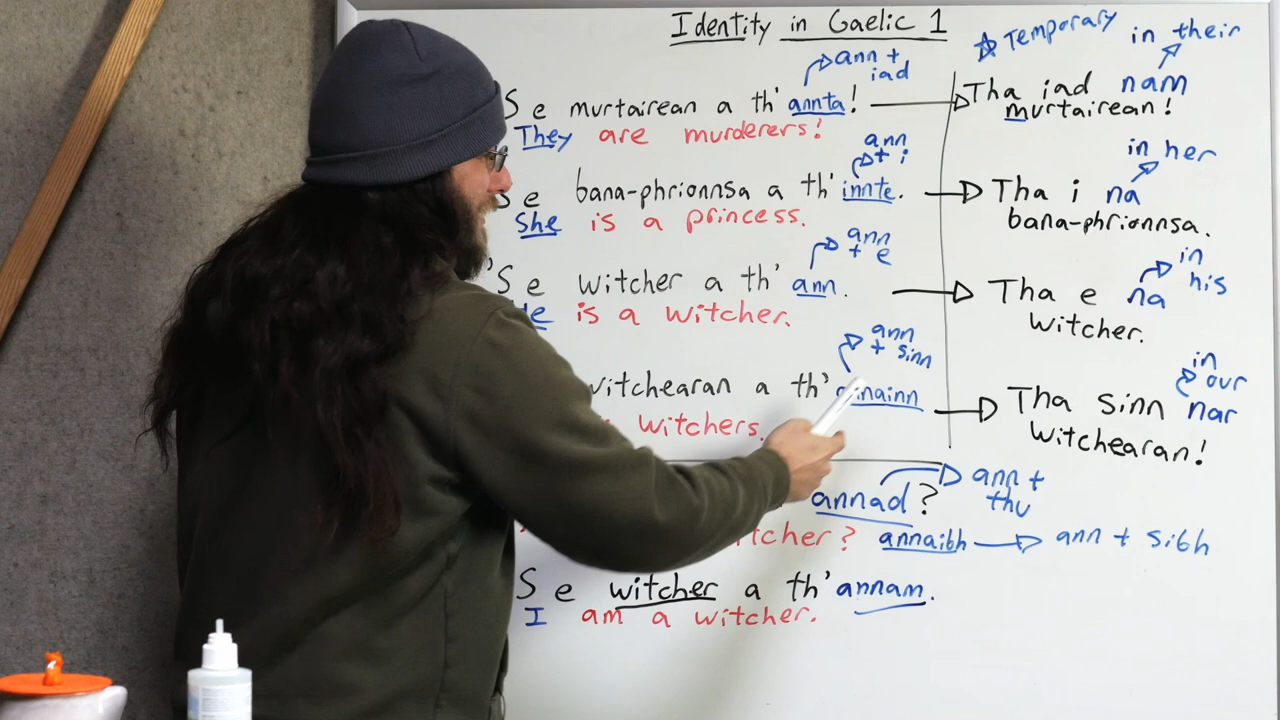 Identity in Gaelic 1
☆ Temporary
in their
ann +
iad
S e murtairean a th' annta!
They are murderers!
Tha iad nam
murtairean!
ann
+ i
in her
S e bana-phrionnsa a th' innte.
She is a princess.
Tha i na
bana-phrionnsa.
ann
+ e
in
his
'S e witcher a th' ann.
is a witcher.
Tha e na
witcher.
ann
+ sinn
in
our
witchearan a th' annainn
witchers.
Tha sinn nar
witchearan!
annad?
ann +
thu
witcher? annaibh → ann + sibh
S e witcher a th' annam.
I am a witcher.